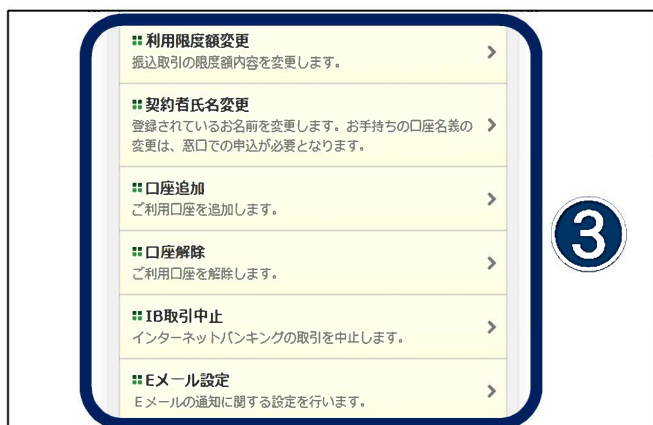 利用限度額変更
振込取引の限度額内容を変更します。
契約者氏名変更
登録されているお名前を変更します。お手持ちの口座名義の
変更は、窓口での申込が必要となります。
口座追加
ご利用口座を追加します。
口座解除
ご利用口座を解除します。
IB取引中止
インターネットバンキングの取引を中止します。
Eメール設定
Eメールの通知に関する設定を行います。
3